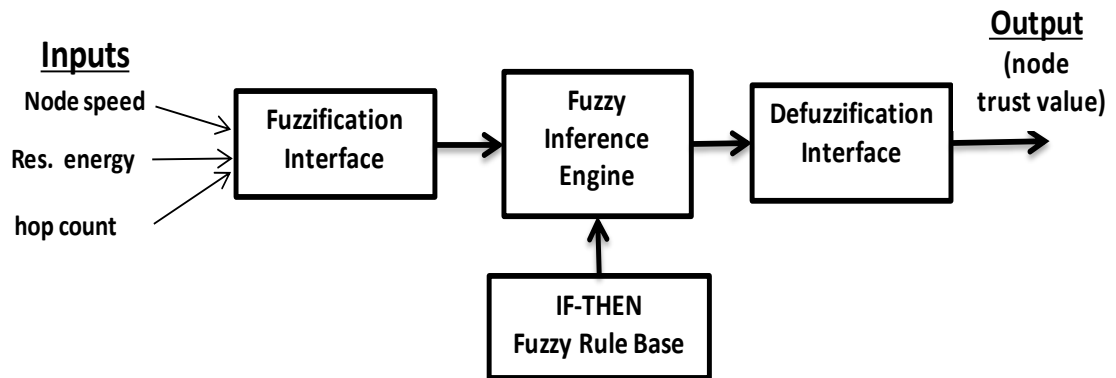 Inputs
Node speed
Res. energy
hop count
Fuzzification
Interface
Fuzzy
Inference
Engine
IF-THEN
Fuzzy Rule Base
Defuzzification
Interface
Output
(node
trust value)